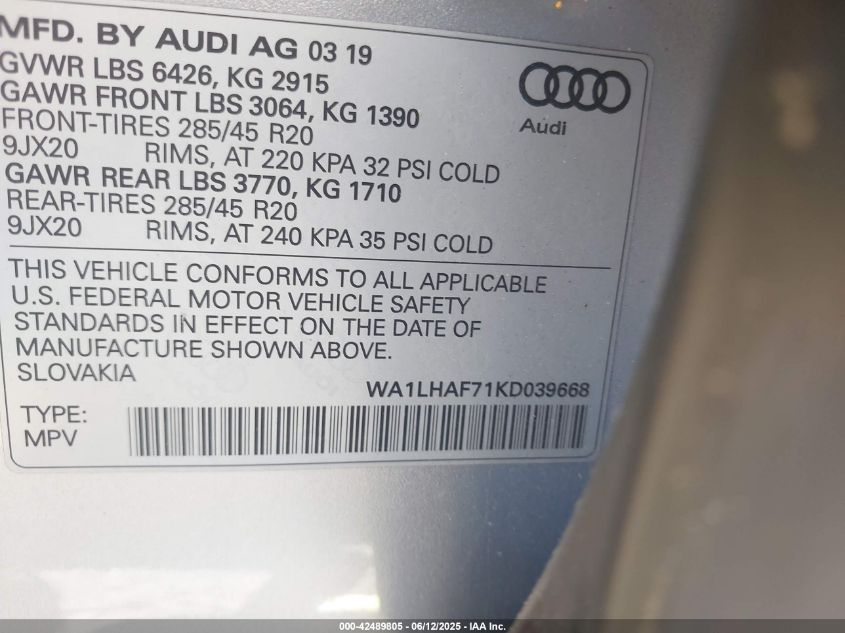 MFD. BY AUDI AG 03 19
GVWR LBS 6426, KG 2915
GAWR FRONT LBS 3064, KG 1390
FRONT-TIRES 285/45 R20
9JX20 RIMS, AT 220 KPA 32 PSI COLD
GAWR REAR LBS 3770, KG 1710
REAR-TIRES 285/45 R20
9JX20 RIMS, AT 240 KPA 35 PSI COLD
Audi
THIS VEHICLE CONFORMS TO ALL APPLICABLE
U.S. FEDERAL MOTOR VEHICLE SAFETY
STANDARDS IN EFFECT ON THE DATE OF
MANUFACTURE SHOWN ABOVE.
SLOVAKIA
WA1LHAF71KD039668
TYPE:
MPV
000-42489805 - 06/12/2025 - IAA Inc.